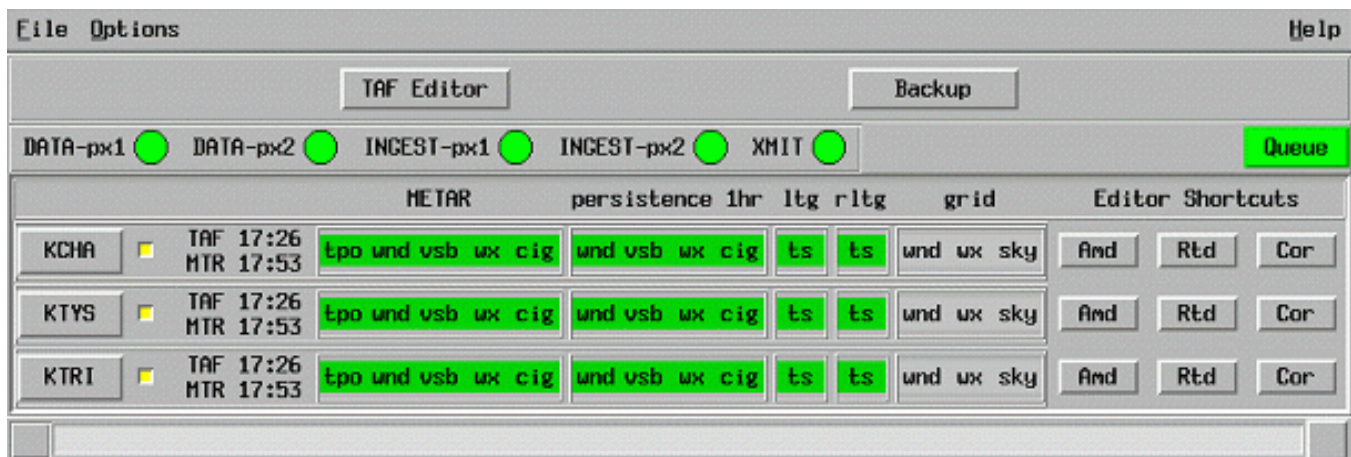 File Options Help
TAF Editor Backup
DATA-px1 DATA-px2 INGEST-px1 INGEST-px2 XMIT Queue
METAR persistence 1hr ltg rltg grid Editor Shortcuts
KCHA TAF 17:26 tpo wnd vsb wx cig wnd vsb wx cig ts ts wnd wx sky Amd Rtd Cor
MTR 17:53
KTYS TAF 17:26 tpo wnd vsb wx cig wnd vsb wx cig ts ts wnd wx sky Amd Rtd Cor
MTR 17:53
KTRI TAF 17:26 tpo wnd vsb wx cig wnd vsb wx cig ts ts wnd wx sky Amd Rtd Cor
MTR 17:53